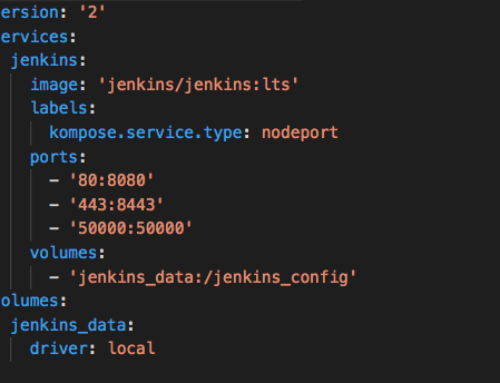 ersion: '2'
ervices:
jenkins:
image: 'jenkins/jenkins:lts'
labels:
kompose.service.type: nodeport
ports:
- '80:8080'
- '443:8443'
- '50000:50000'
volumes:
- 'jenkins_data:/jenkins_config'
olumes:
jenkins_data:
driver: local